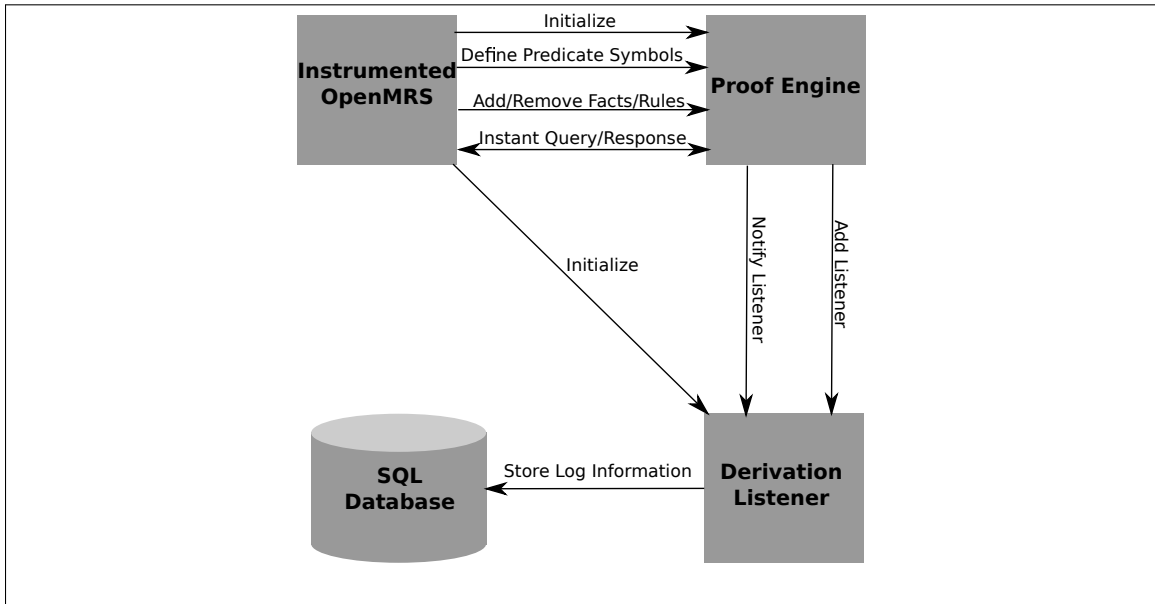 Initialize
Define Predicate Symbols
Instrumented
OpenMRS
Proof Engine
Add/Remove Facts/Rules
Instant Query/Response
Notify Listener
Add Listener
Initialize
SQL
Database
Store Log Information
Derivation
Listener